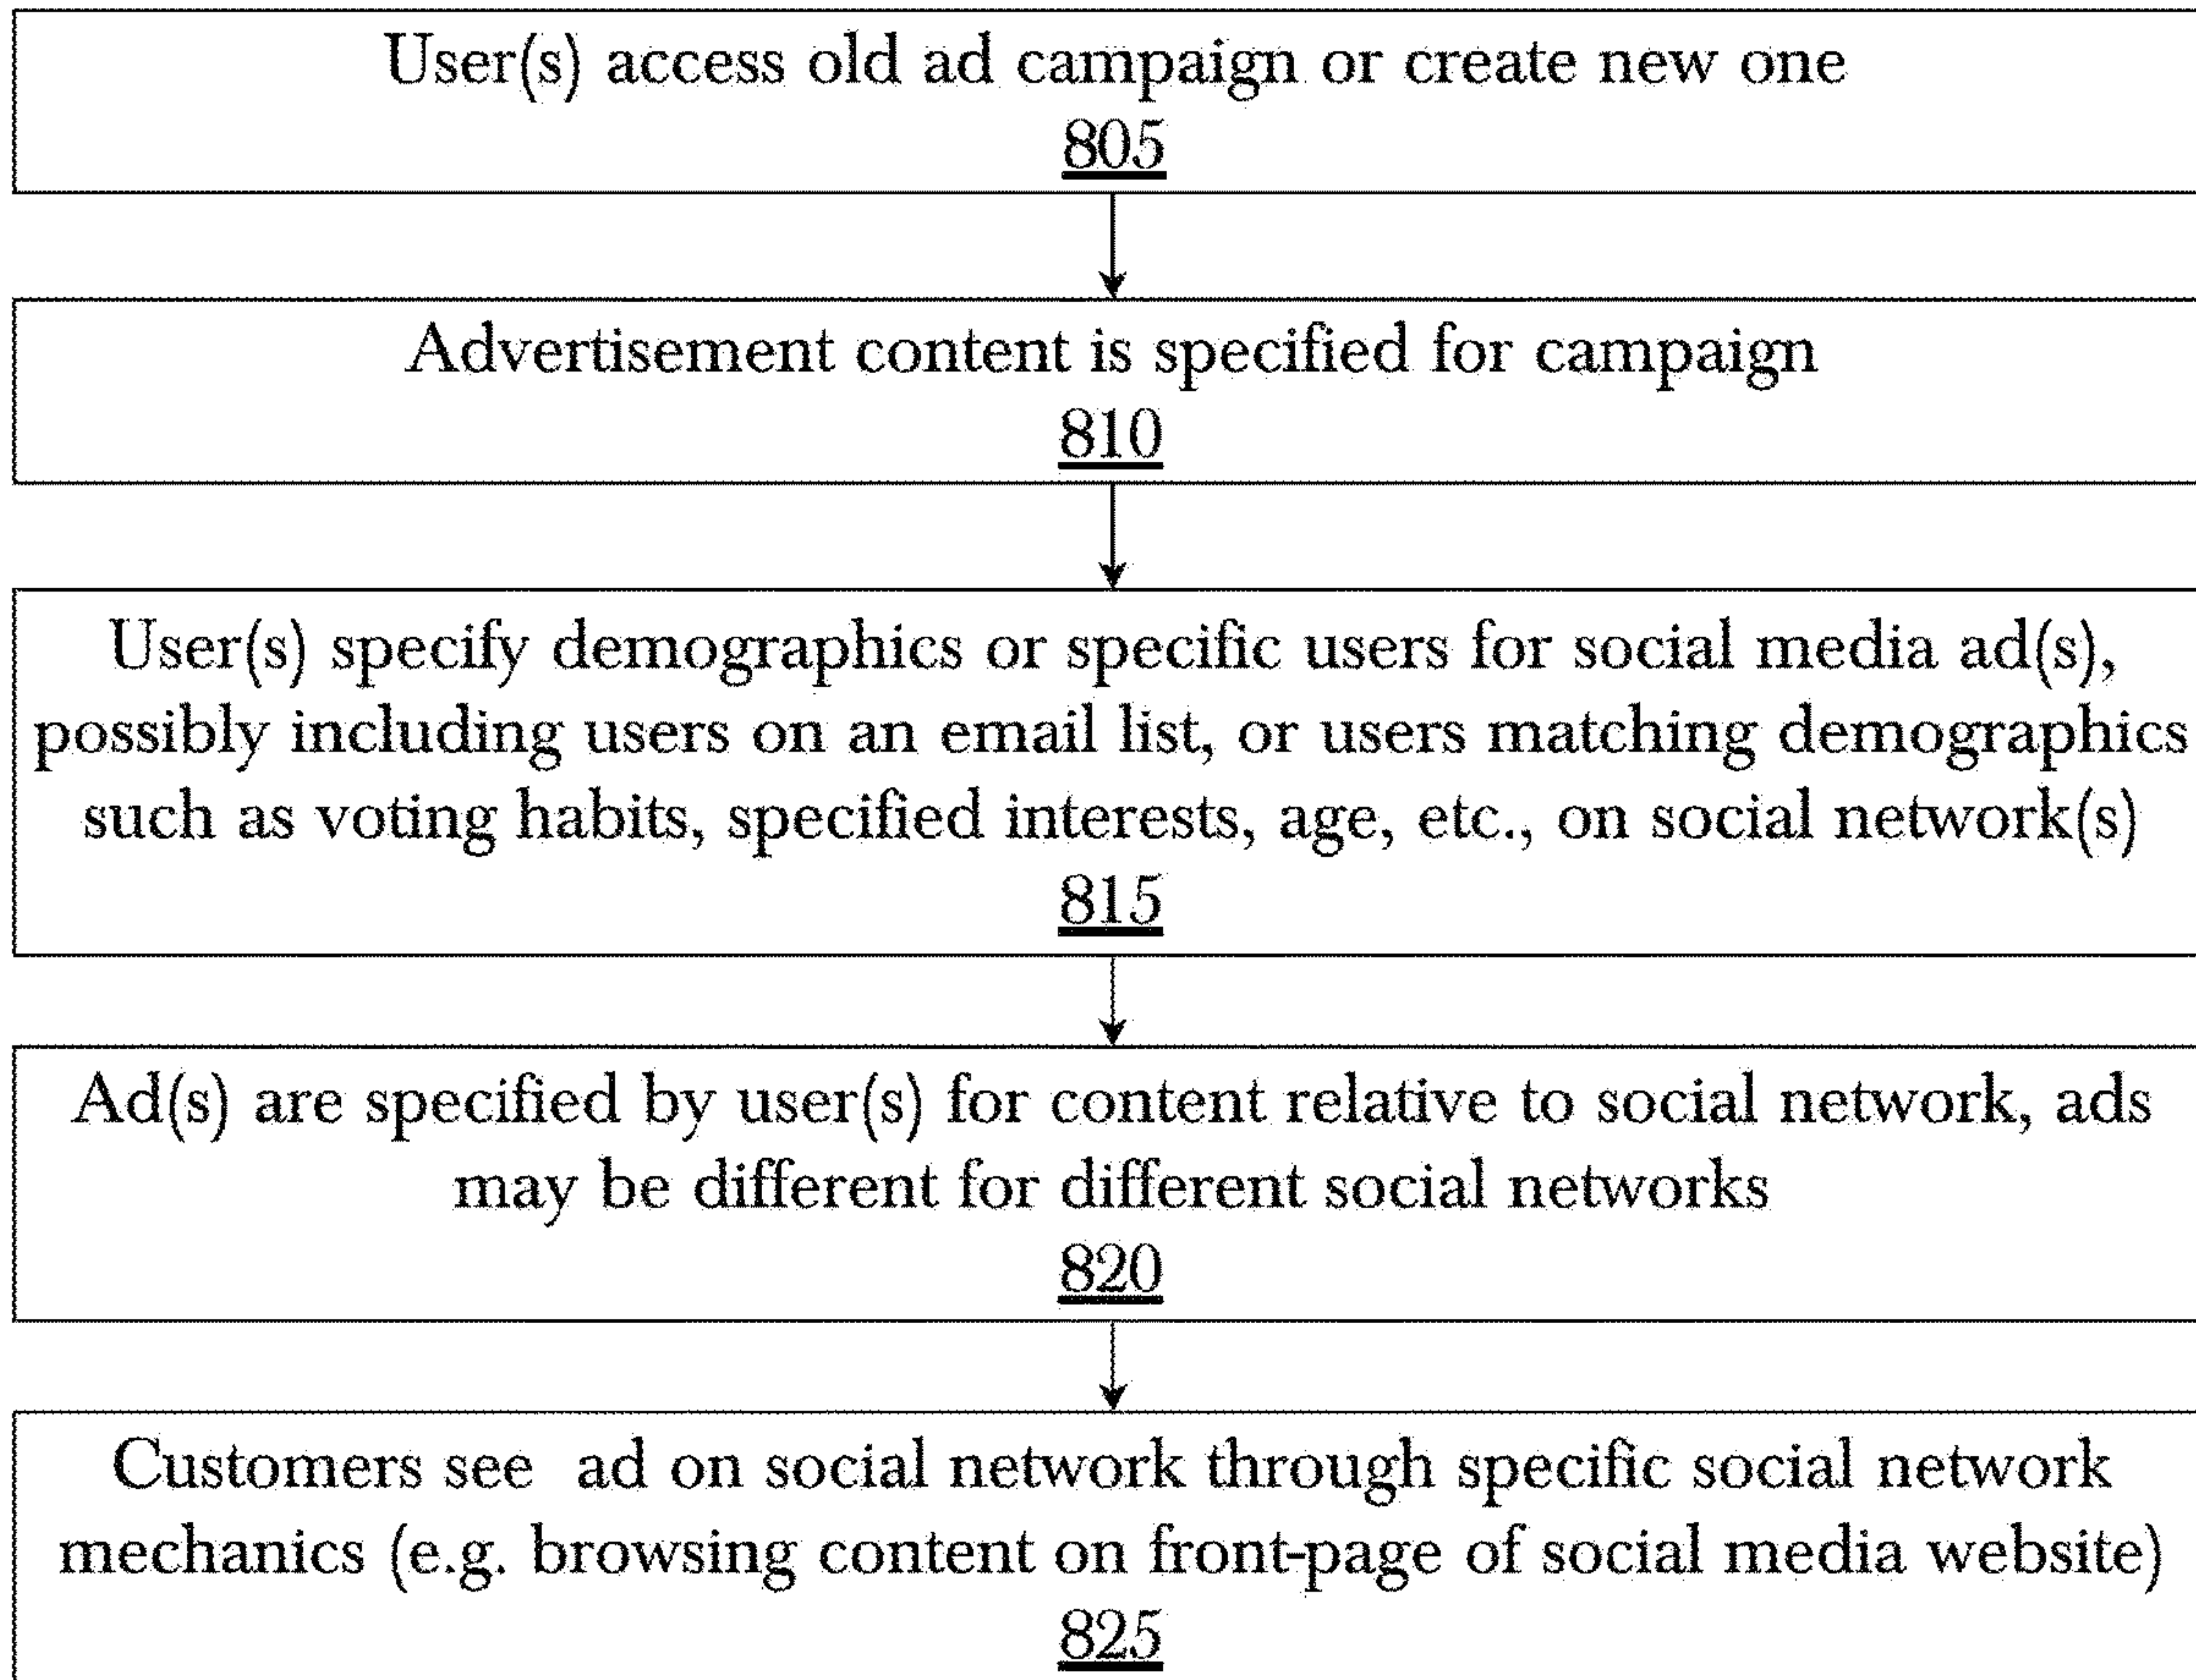 User(s) access old ad campaign or create new one
805
Advertisement content is specified for campaign
810
User(s) specify demographics or specific users for social media ad(s),
possibly including users on an email list, or users matching demographics
such as voting habits, specified interests, age, etc., on social network(s)
815
Ad(s) are specified by user(s) for content relative to social network, ads
may be different for different social networks
820
Customers see ad on social network through specific social network
mechanics (e.g. browsing content on front-page of social media website)
825